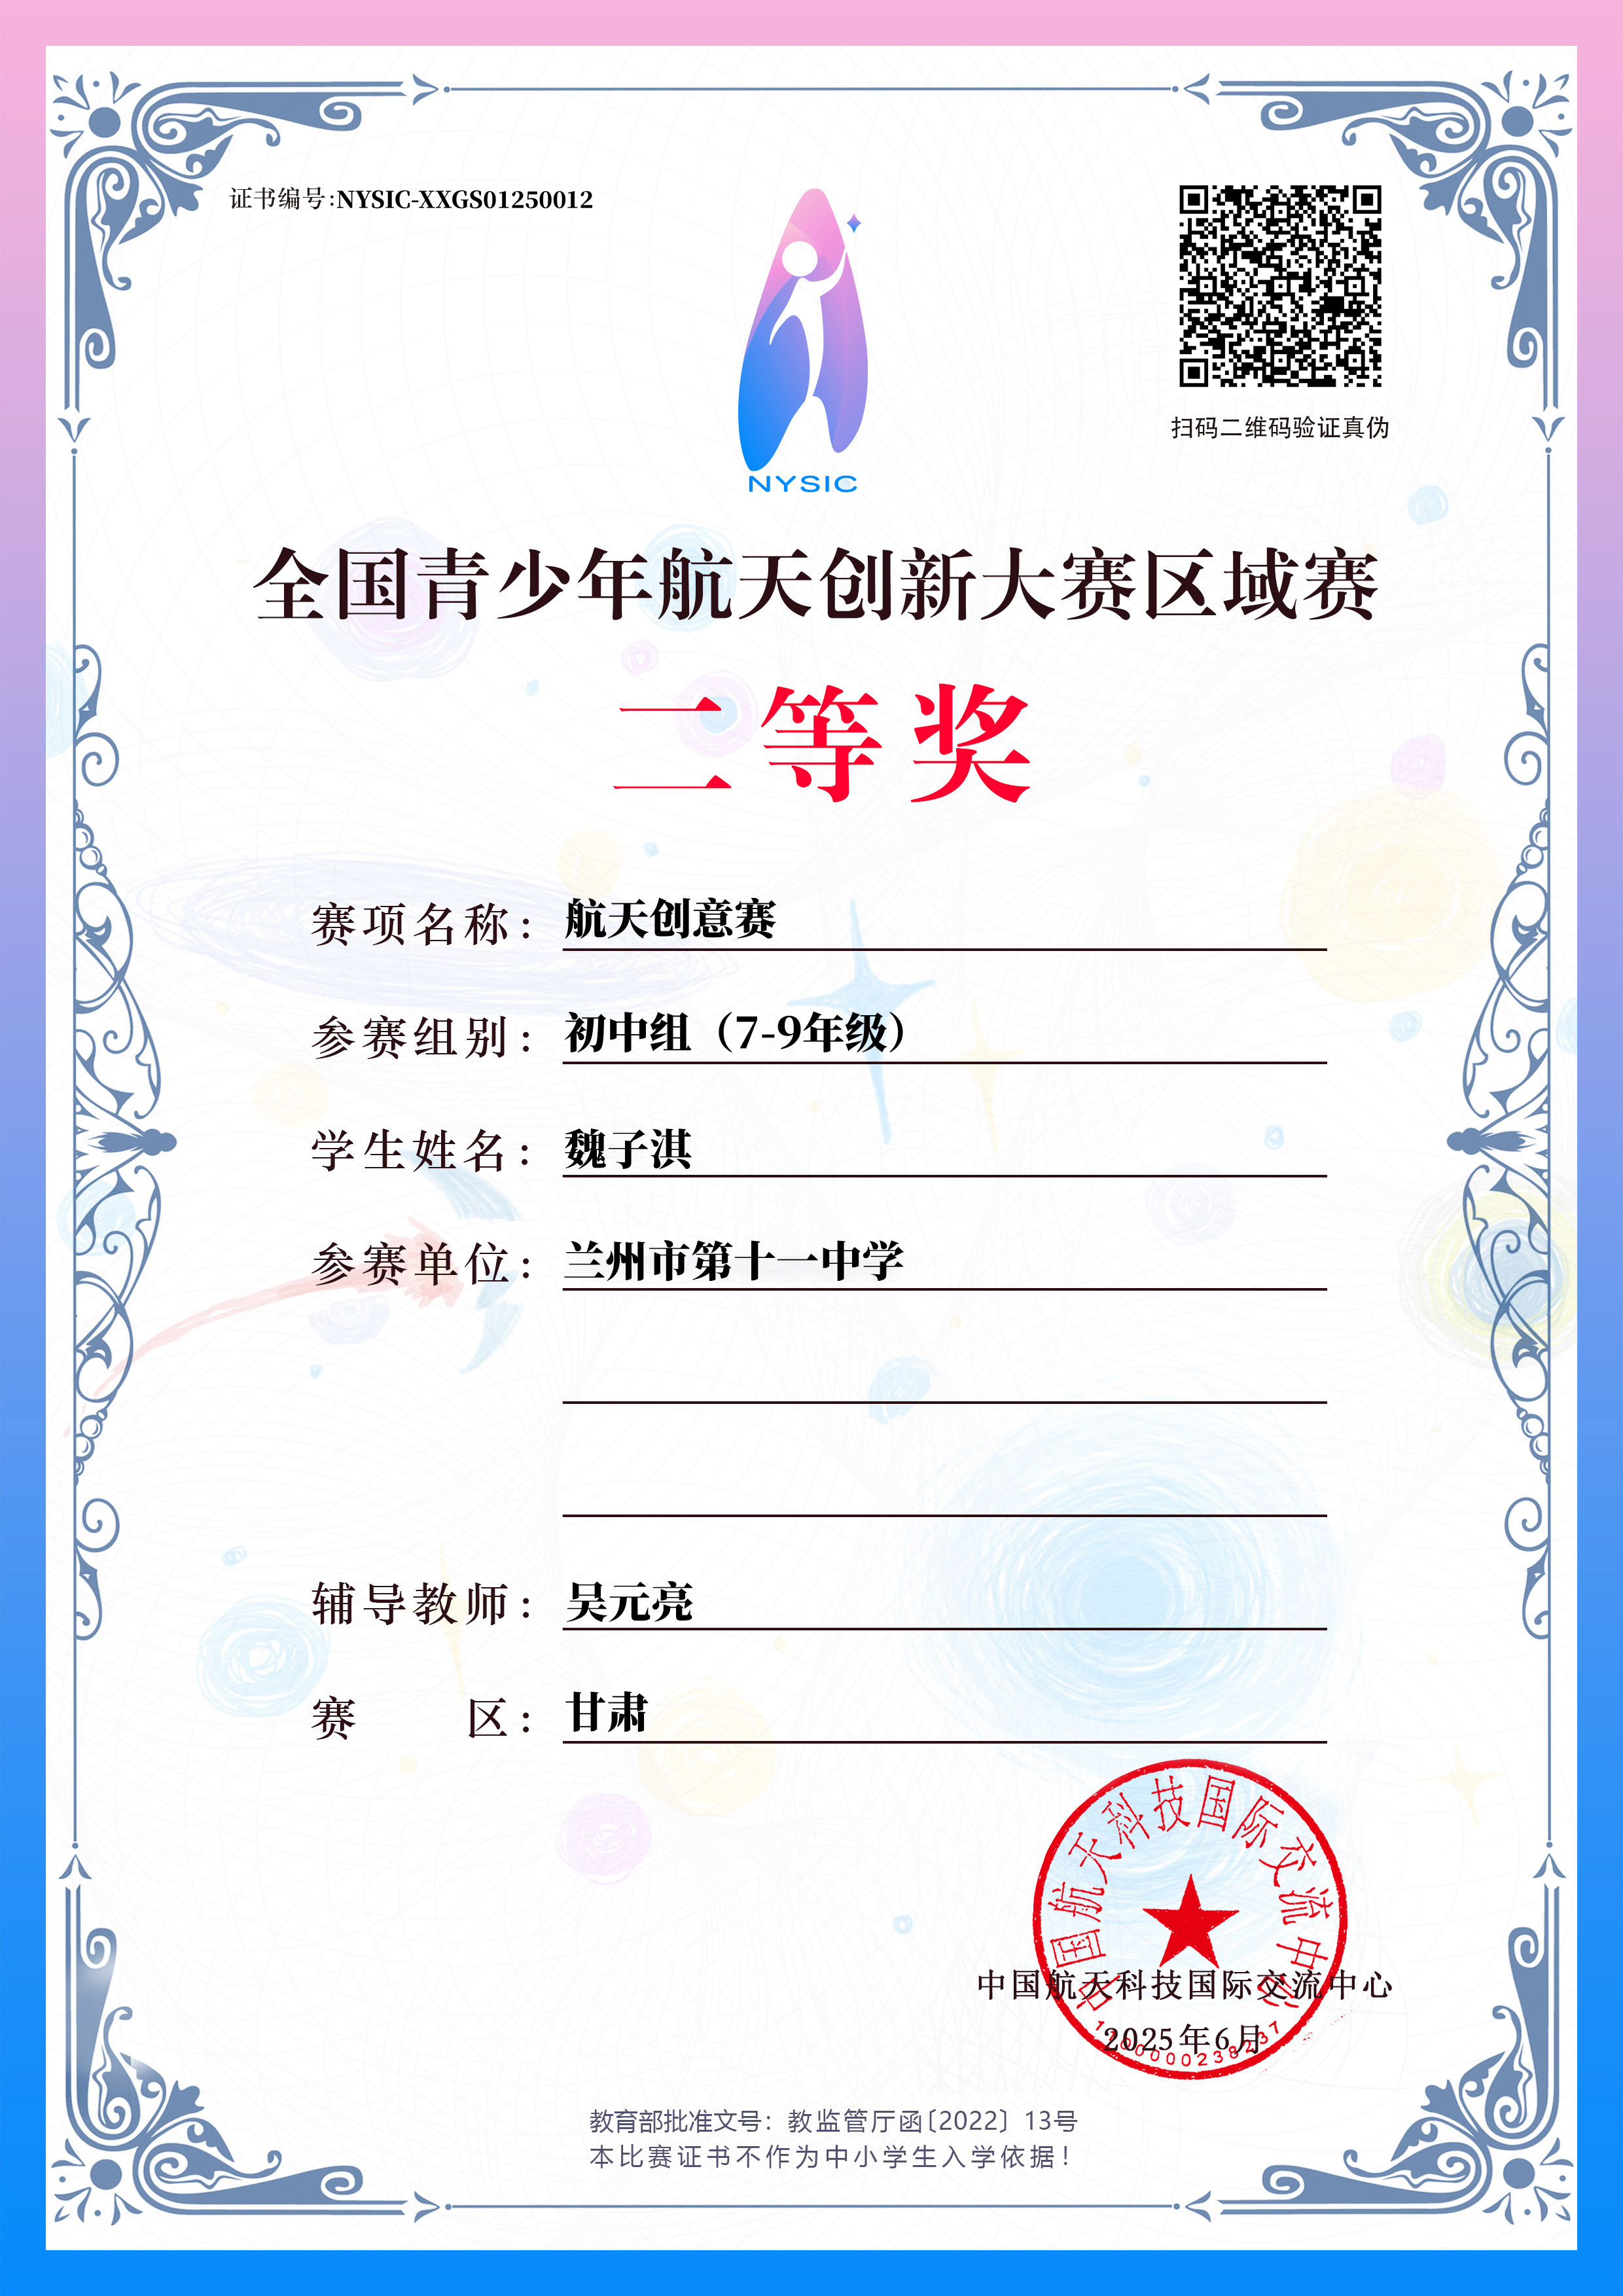 证书编号:NYSIC-XXGS01250012
NYSIC
扫码二维码验证真伪
全国青少年航天创新大赛区域赛
二等奖
赛项名称：航天创意赛
参赛组别：初中组（7-9年级）
学生姓名：魏子淇
参赛单位：兰州市第十一中学
辅导教师：吴元亮
赛区：甘肃
中国航天科技国际交流中心
中国航天科技国际交流中心
2025年6月
1100000238237
教育部批准文号：教监管厅函〔2022〕13号
本比赛证书不作为中小学生入学依据！